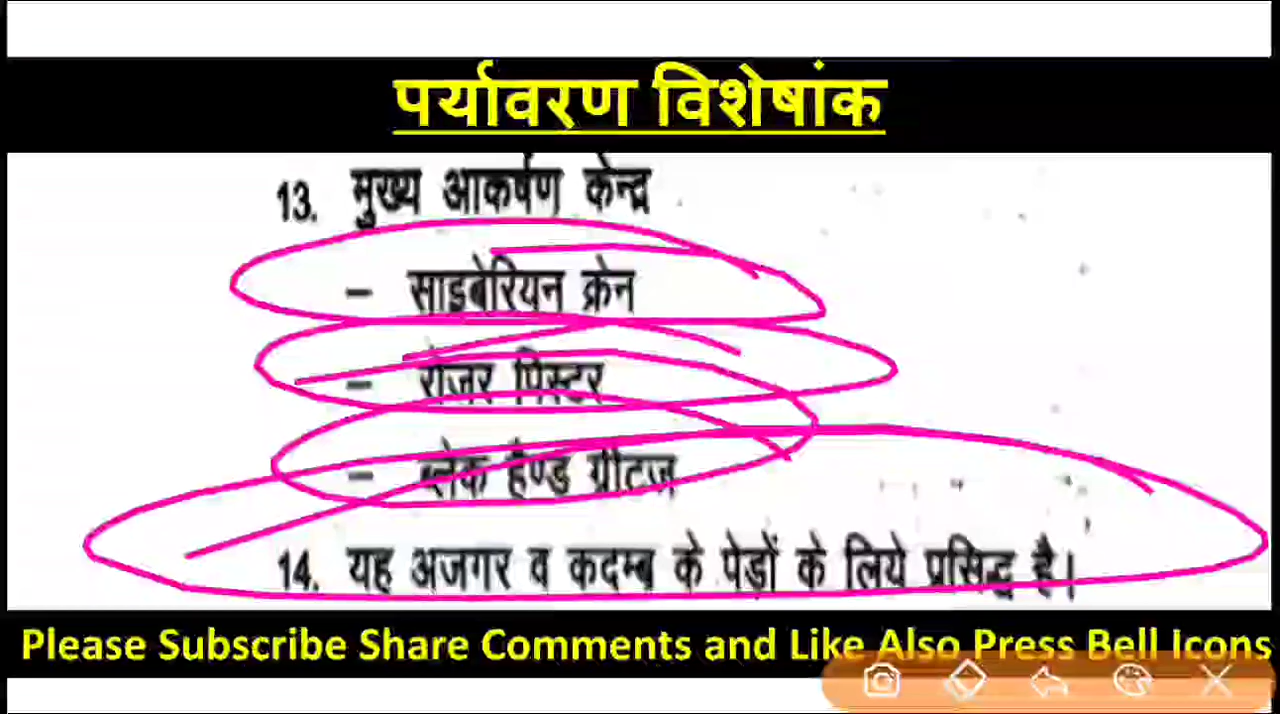 पर्यावरण विशेषांक
13. मुख्य आकर्षण केन्द्र
– साइबेरियन क्रेन
– रोजर पिस्टर
– ब्लेक हैण्ड ग्रीटज
14. यह अजगर व कदम्ब के पेड़ों के लिये प्रसिद्ध है।
Please Subscribe Share Comments and Like Also Press Bell Icons